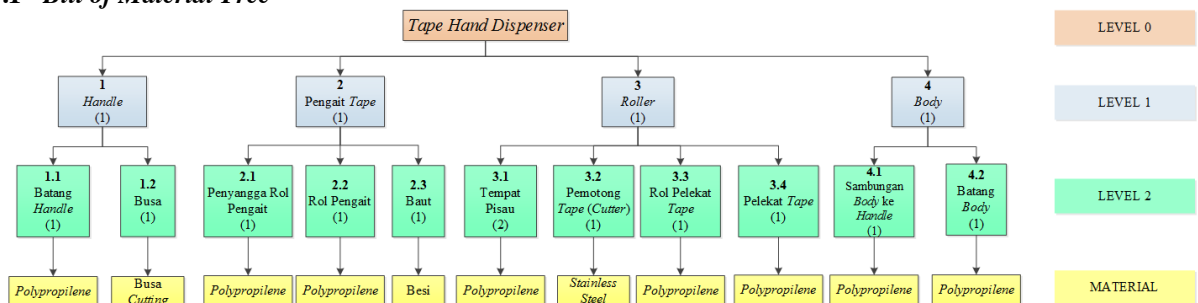 Bill of Material Tree
Tape Hand Dispenser
LEVEL 0
1
Handle
(1)
2
Pengait Tape
(1)
3
Roller
(1)
4
Body
(1)
LEVEL 1
1.1
Batang
Handle
(1)
1.2
Busa
(1)
2.1
Penyangga Rol
Pengait
(1)
2.2
Rol Pengait
(1)
2.3
Baut
(1)
3.1
Tempat
Pisau
(2)
3.2
Pemotong
Tape (Cutter)
(1)
3.3
Rol Pelekat
Tape
(1)
3.4
Pelekat Tape
(1)
4.1
Sambungan
Body ke
Handle
(1)
4.2
Batang
Body
(1)
LEVEL 2
Polypropilene
Busa
Cutting
Polypropilene
Polypropilene
Besi
Polypropilene
Stainless
Steel
Polypropilene
Polypropilene
Polypropilene
Polypropilene
MATERIAL